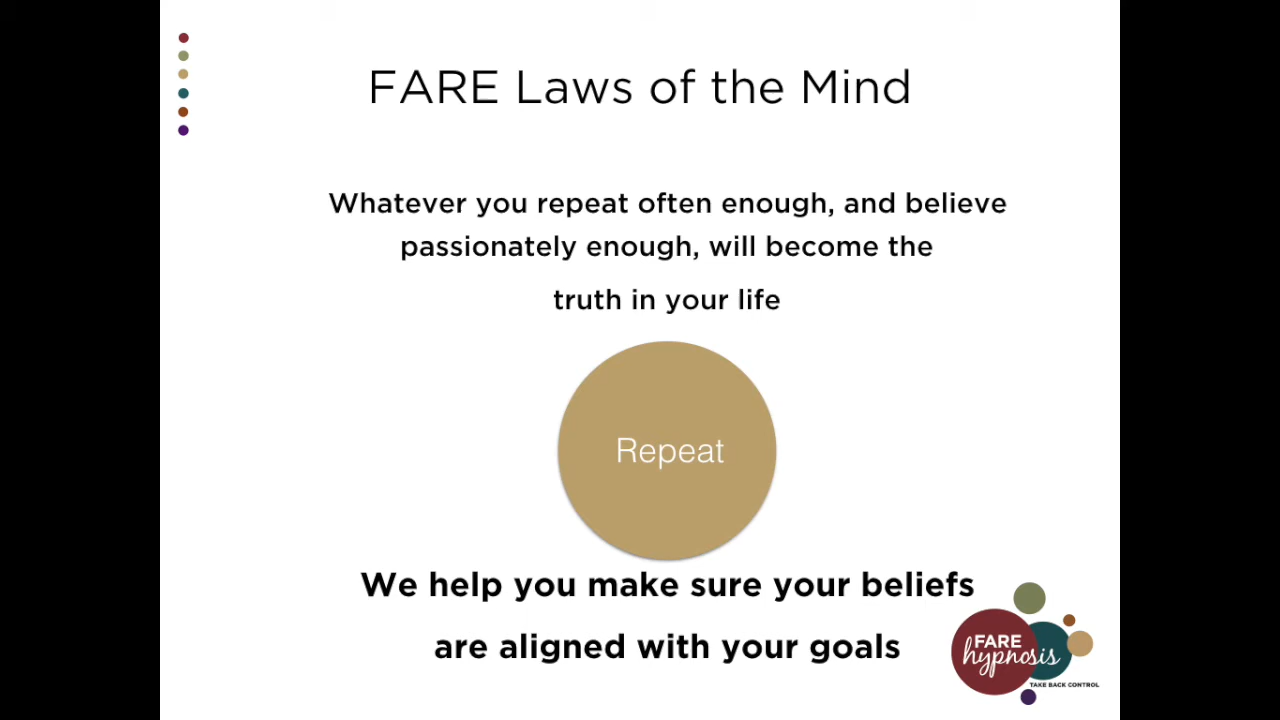 FARE Laws of the Mind
Whatever you repeat often enough, and believe
passionately enough, will become the
truth in your life
Repeat
We help you make sure your beliefs
are aligned with your goals
FARE
hypnosis
TAKE BACK CONTROL